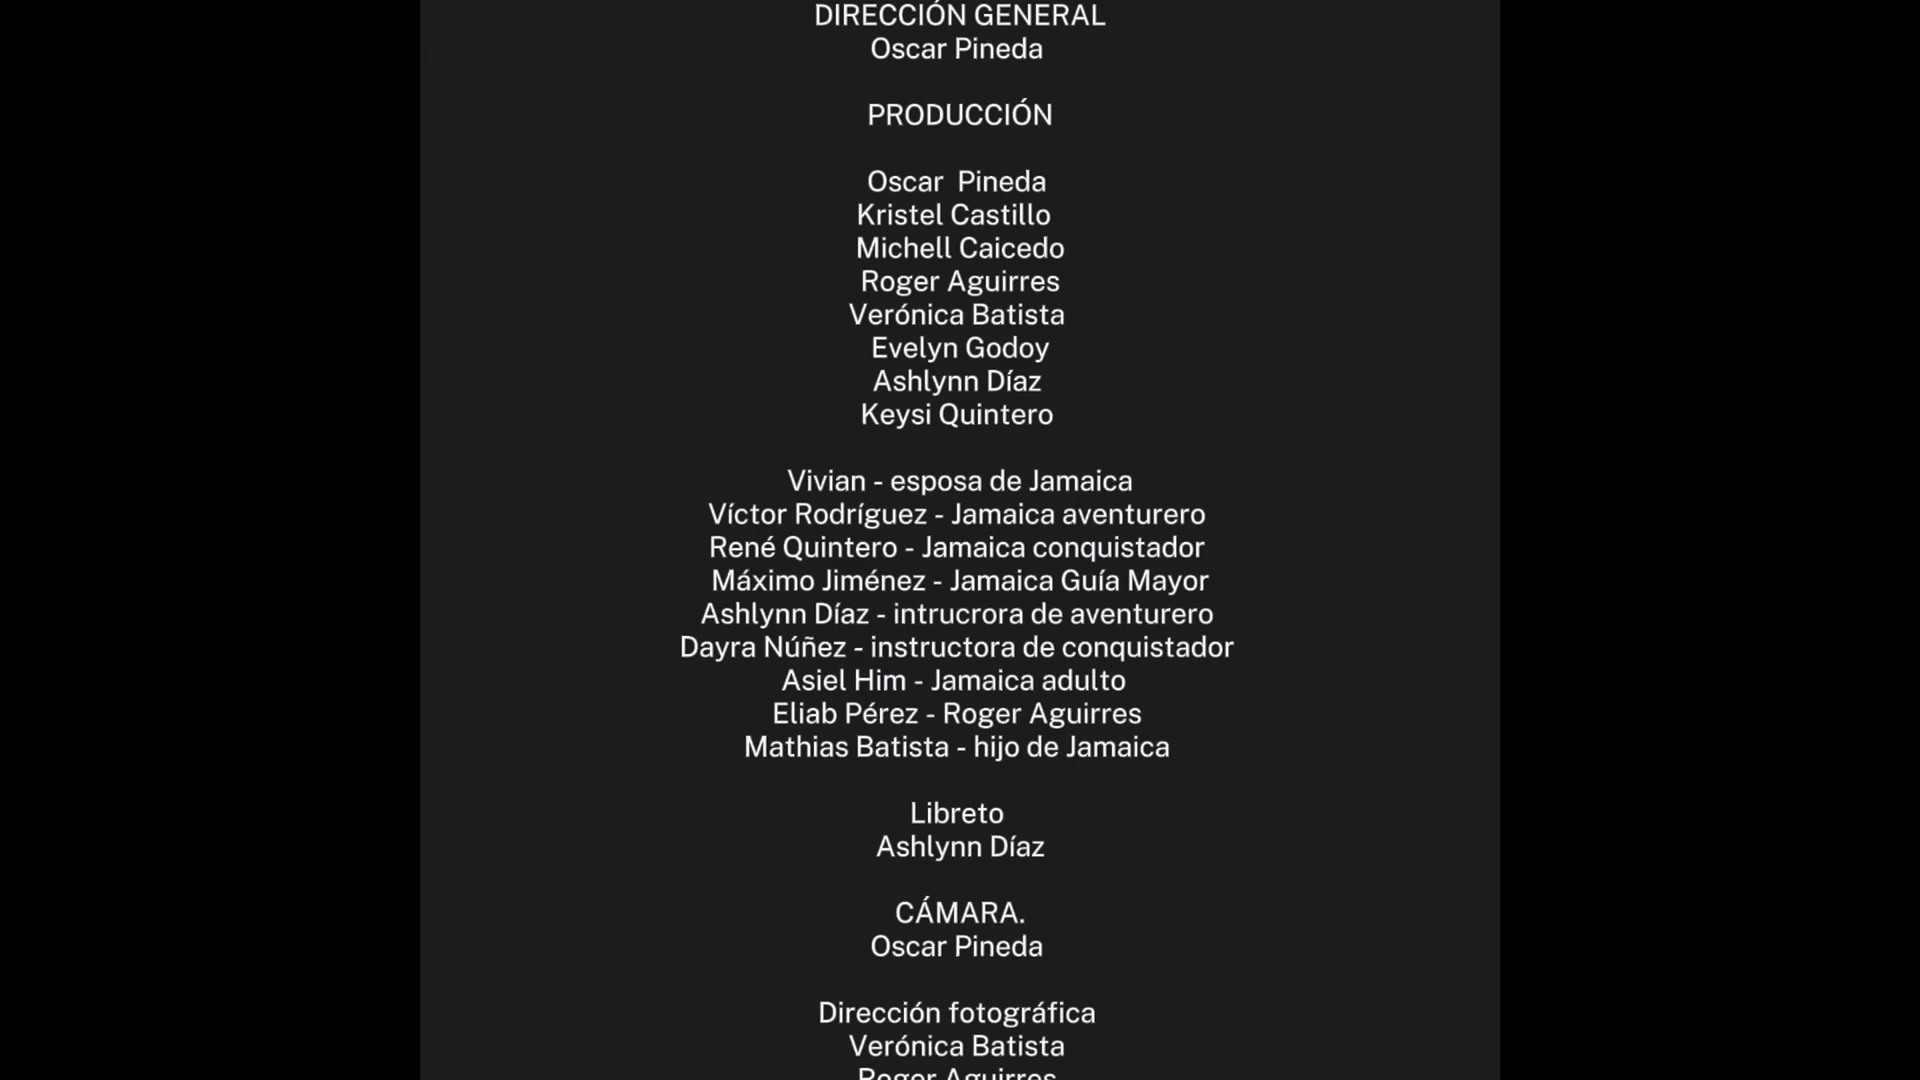 DIRECCIÓN GENERAL
Oscar Pineda
PRODUCCIÓN
Oscar  Pineda
Kristel Castillo
Michell Caicedo
Roger Aguirres
Verónica Batista
Evelyn Godoy
Ashlynn Díaz
Keysi Quintero
Vivian - esposa de Jamaica
Víctor Rodríguez - Jamaica aventurero
René Quintero - Jamaica conquistador
Máximo Jiménez - Jamaica Guía Mayor
Ashlynn Díaz - intrucrora de aventurero
Dayra Núñez - instructora de conquistador
Asiel Him - Jamaica adulto
Eliab Pérez - Roger Aguirres
Mathias Batista - hijo de Jamaica
Libreto
Ashlynn Díaz
CÁMARA.
Oscar Pineda
Dirección fotográfica
Verónica Batista
Roger Aguirres